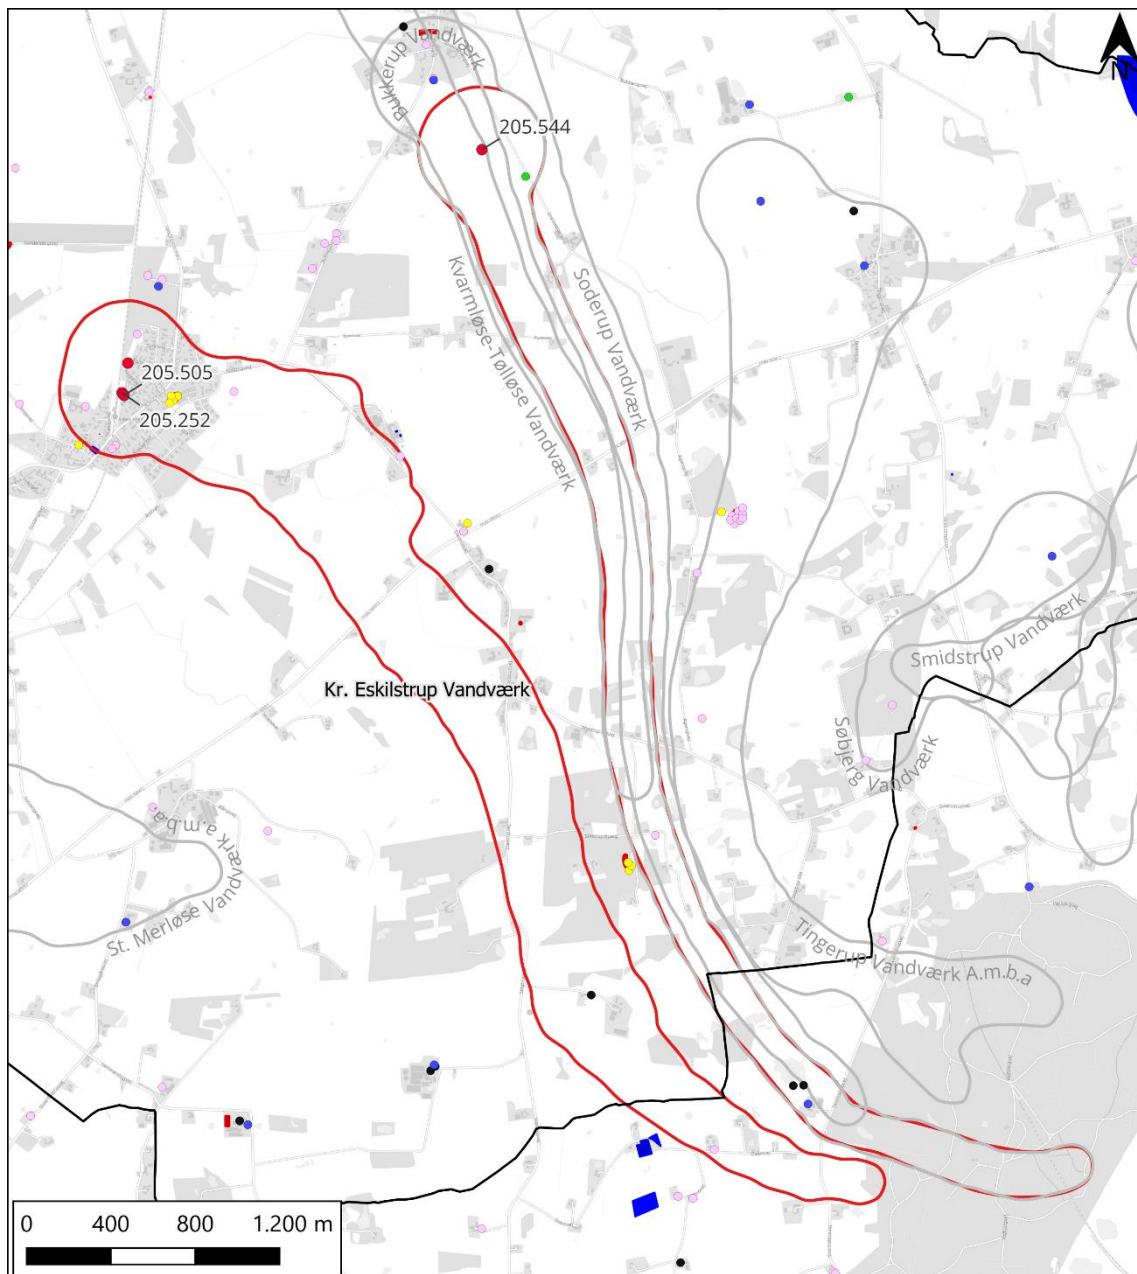 Bukkerup Vandværk
N
205.544
Kvarmløse-Tølløse Vandværk
Soderup Vandværk
205.505
205.252
Smidstrup Vandværk
Kr. Eskilstrup Vandværk
Søbjerg Vandværk
St. Merløse Vandværk a.m.b.a.
Tingerup Vandværk A.m.b.a
0 400 800 1.200 m